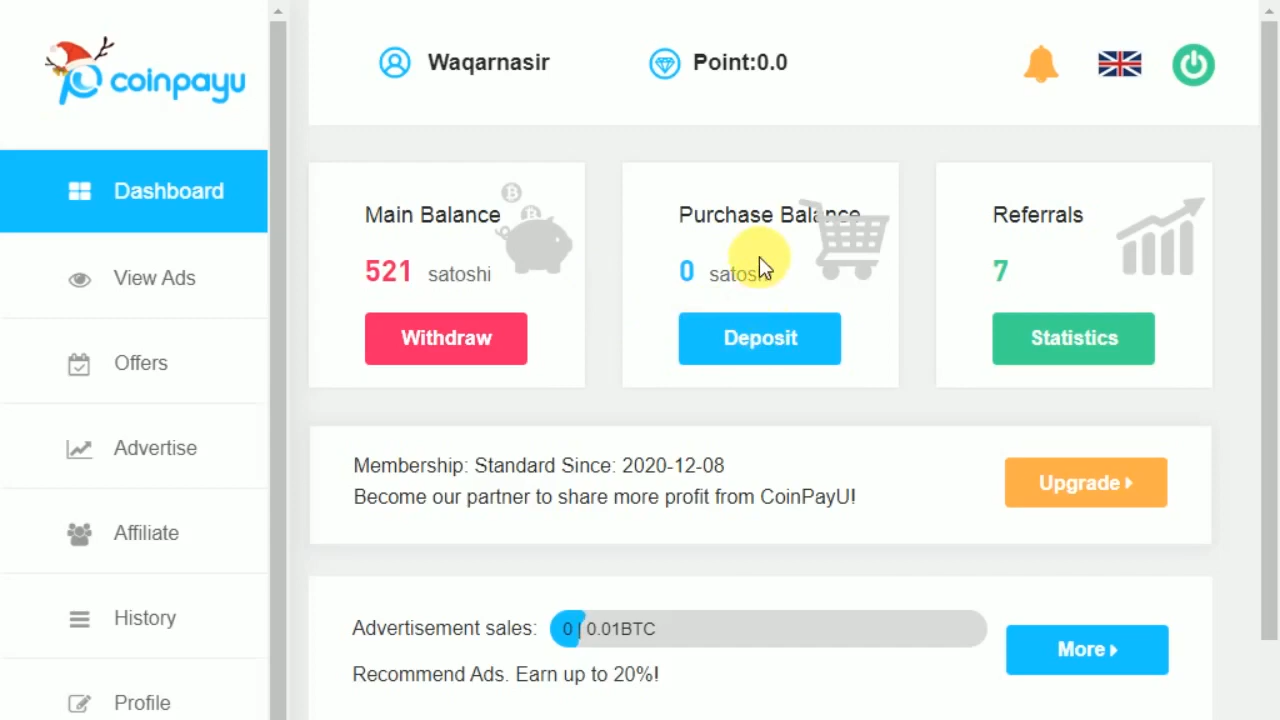 coinpayu
Waqarnasir
Point:0.0
Dashboard
View Ads
Offers
Advertise
Affiliate
History
Profile
Main Balance
521 satoshi
Withdraw
Purchase Balance
0 satoshi
Deposit
Referrals
7
Statistics
Membership: Standard Since: 2020-12-08
Become our partner to share more profit from CoinPayU!
Upgrade
Advertisement sales: 0 | 0.01BTC
Recommend Ads. Earn up to 20%!
More